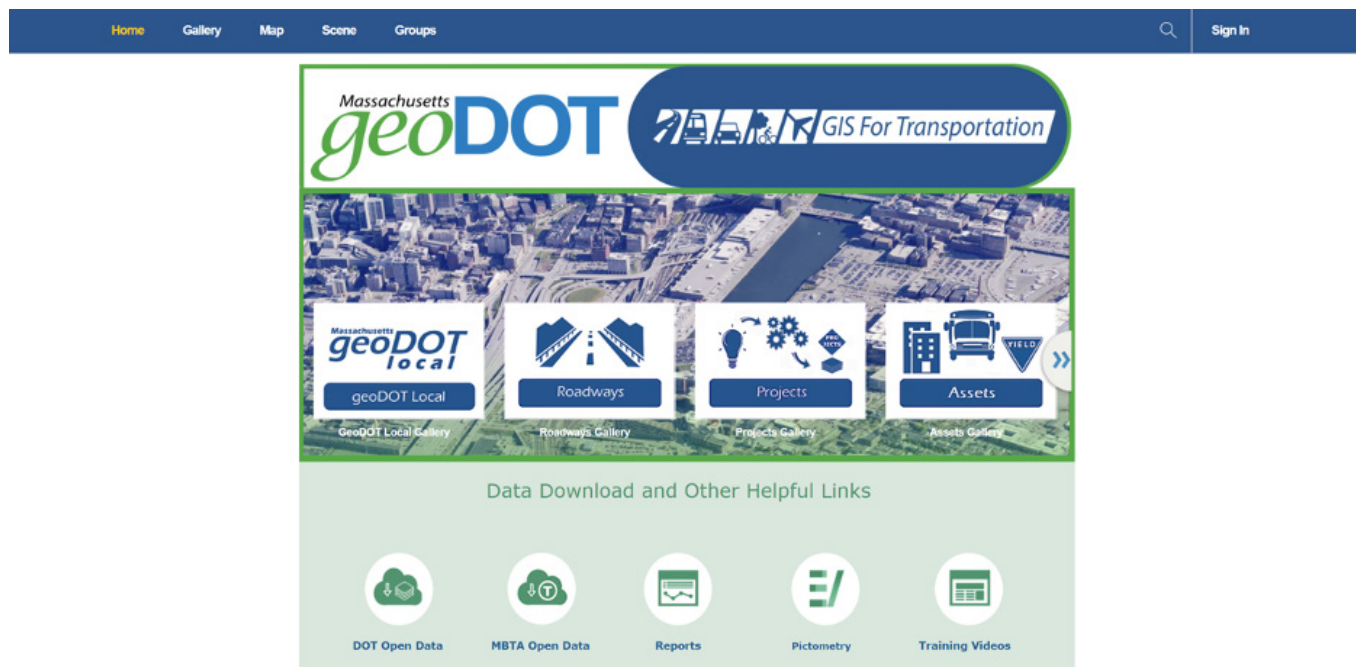 Home Gallery Map Scene Groups Sign In
Massachusetts
geoDOT
GIS For Transportation
Massachusetts
geoDOT
local
geoDOT Local
GeoDOT Local Gallery
Roadways
Roadways Gallery
PRO
JECTS
Projects
Projects Gallery
YIELD
Assets
Assets Gallery
Data Download and Other Helpful Links
T
DOT Open Data
MBTA Open Data
Reports
Pictometry
Training Videos